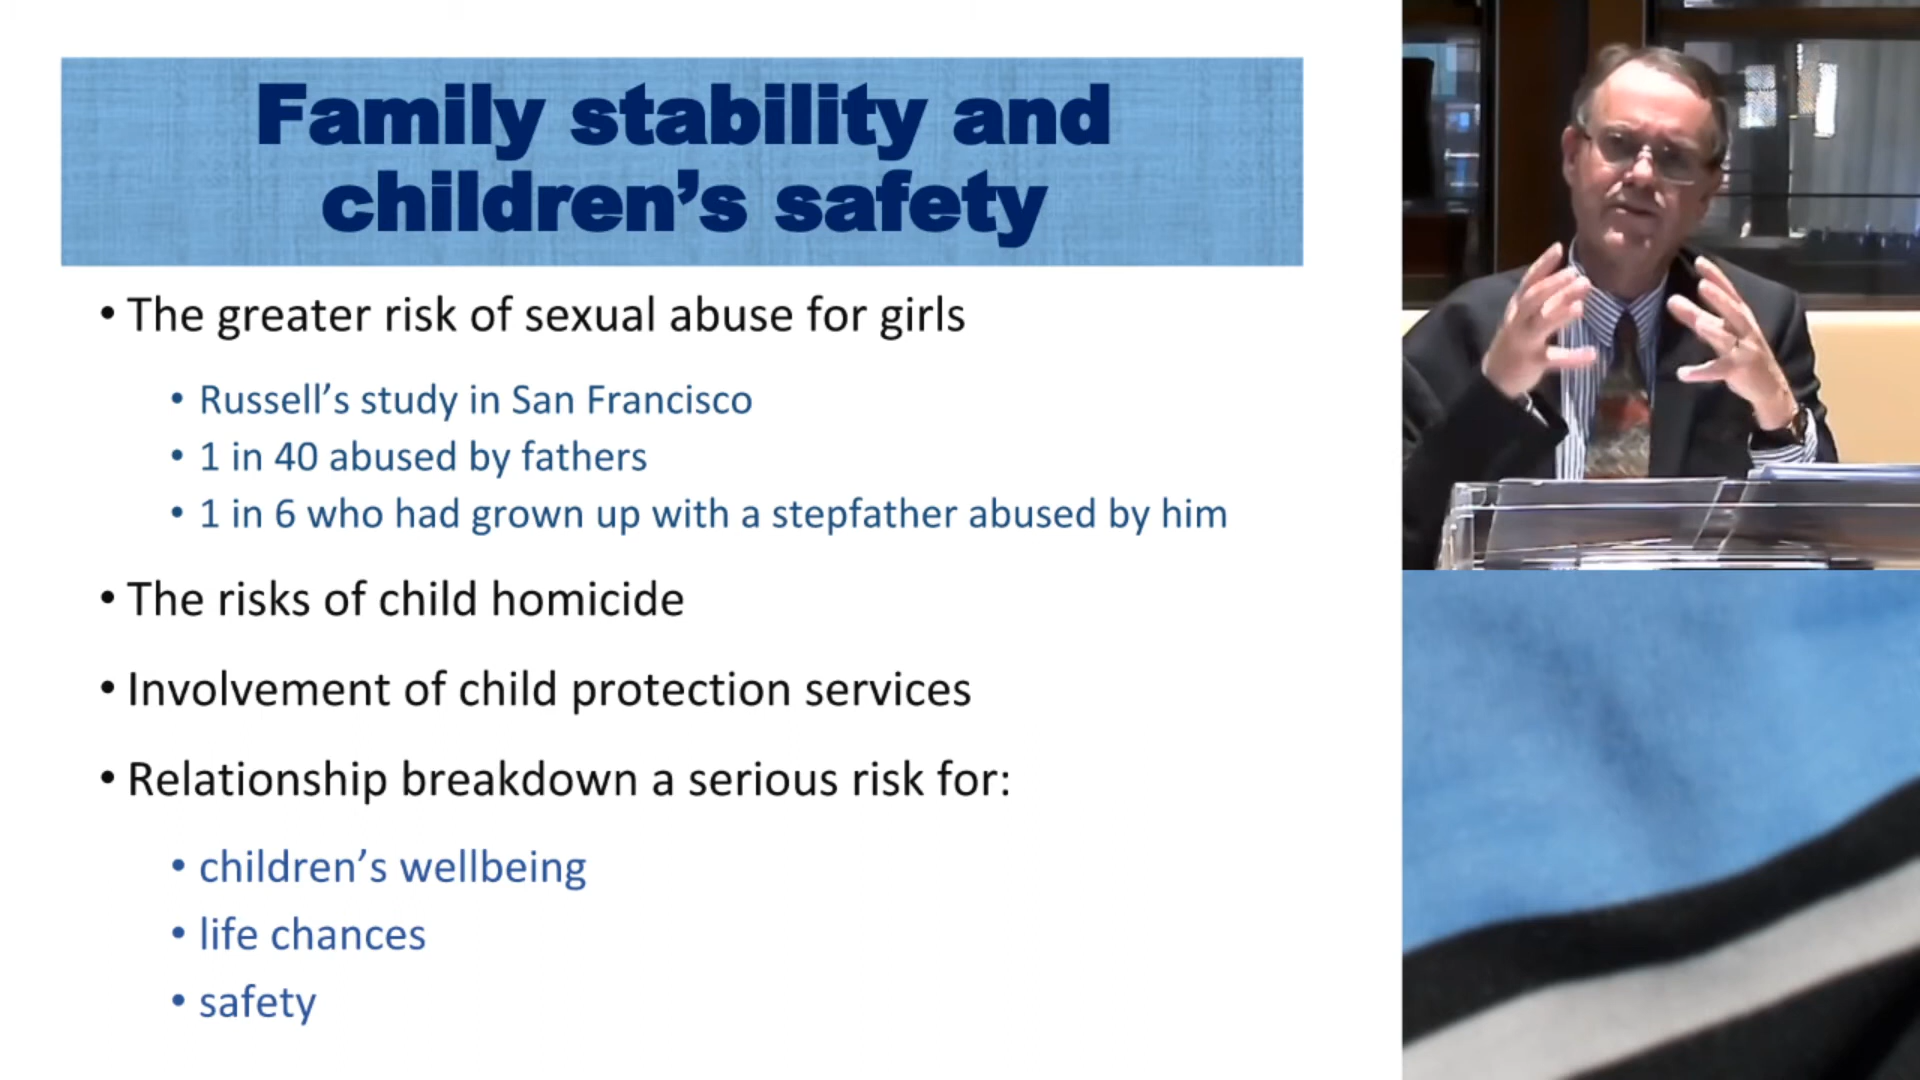 Family stability and
children’s safety
• The greater risk of sexual abuse for girls
• Russell’s study in San Francisco
• 1 in 40 abused by fathers
• 1 in 6 who had grown up with a stepfather abused by him
• The risks of child homicide
• Involvement of child protection services
• Relationship breakdown a serious risk for:
• children’s wellbeing
• life chances
• safety